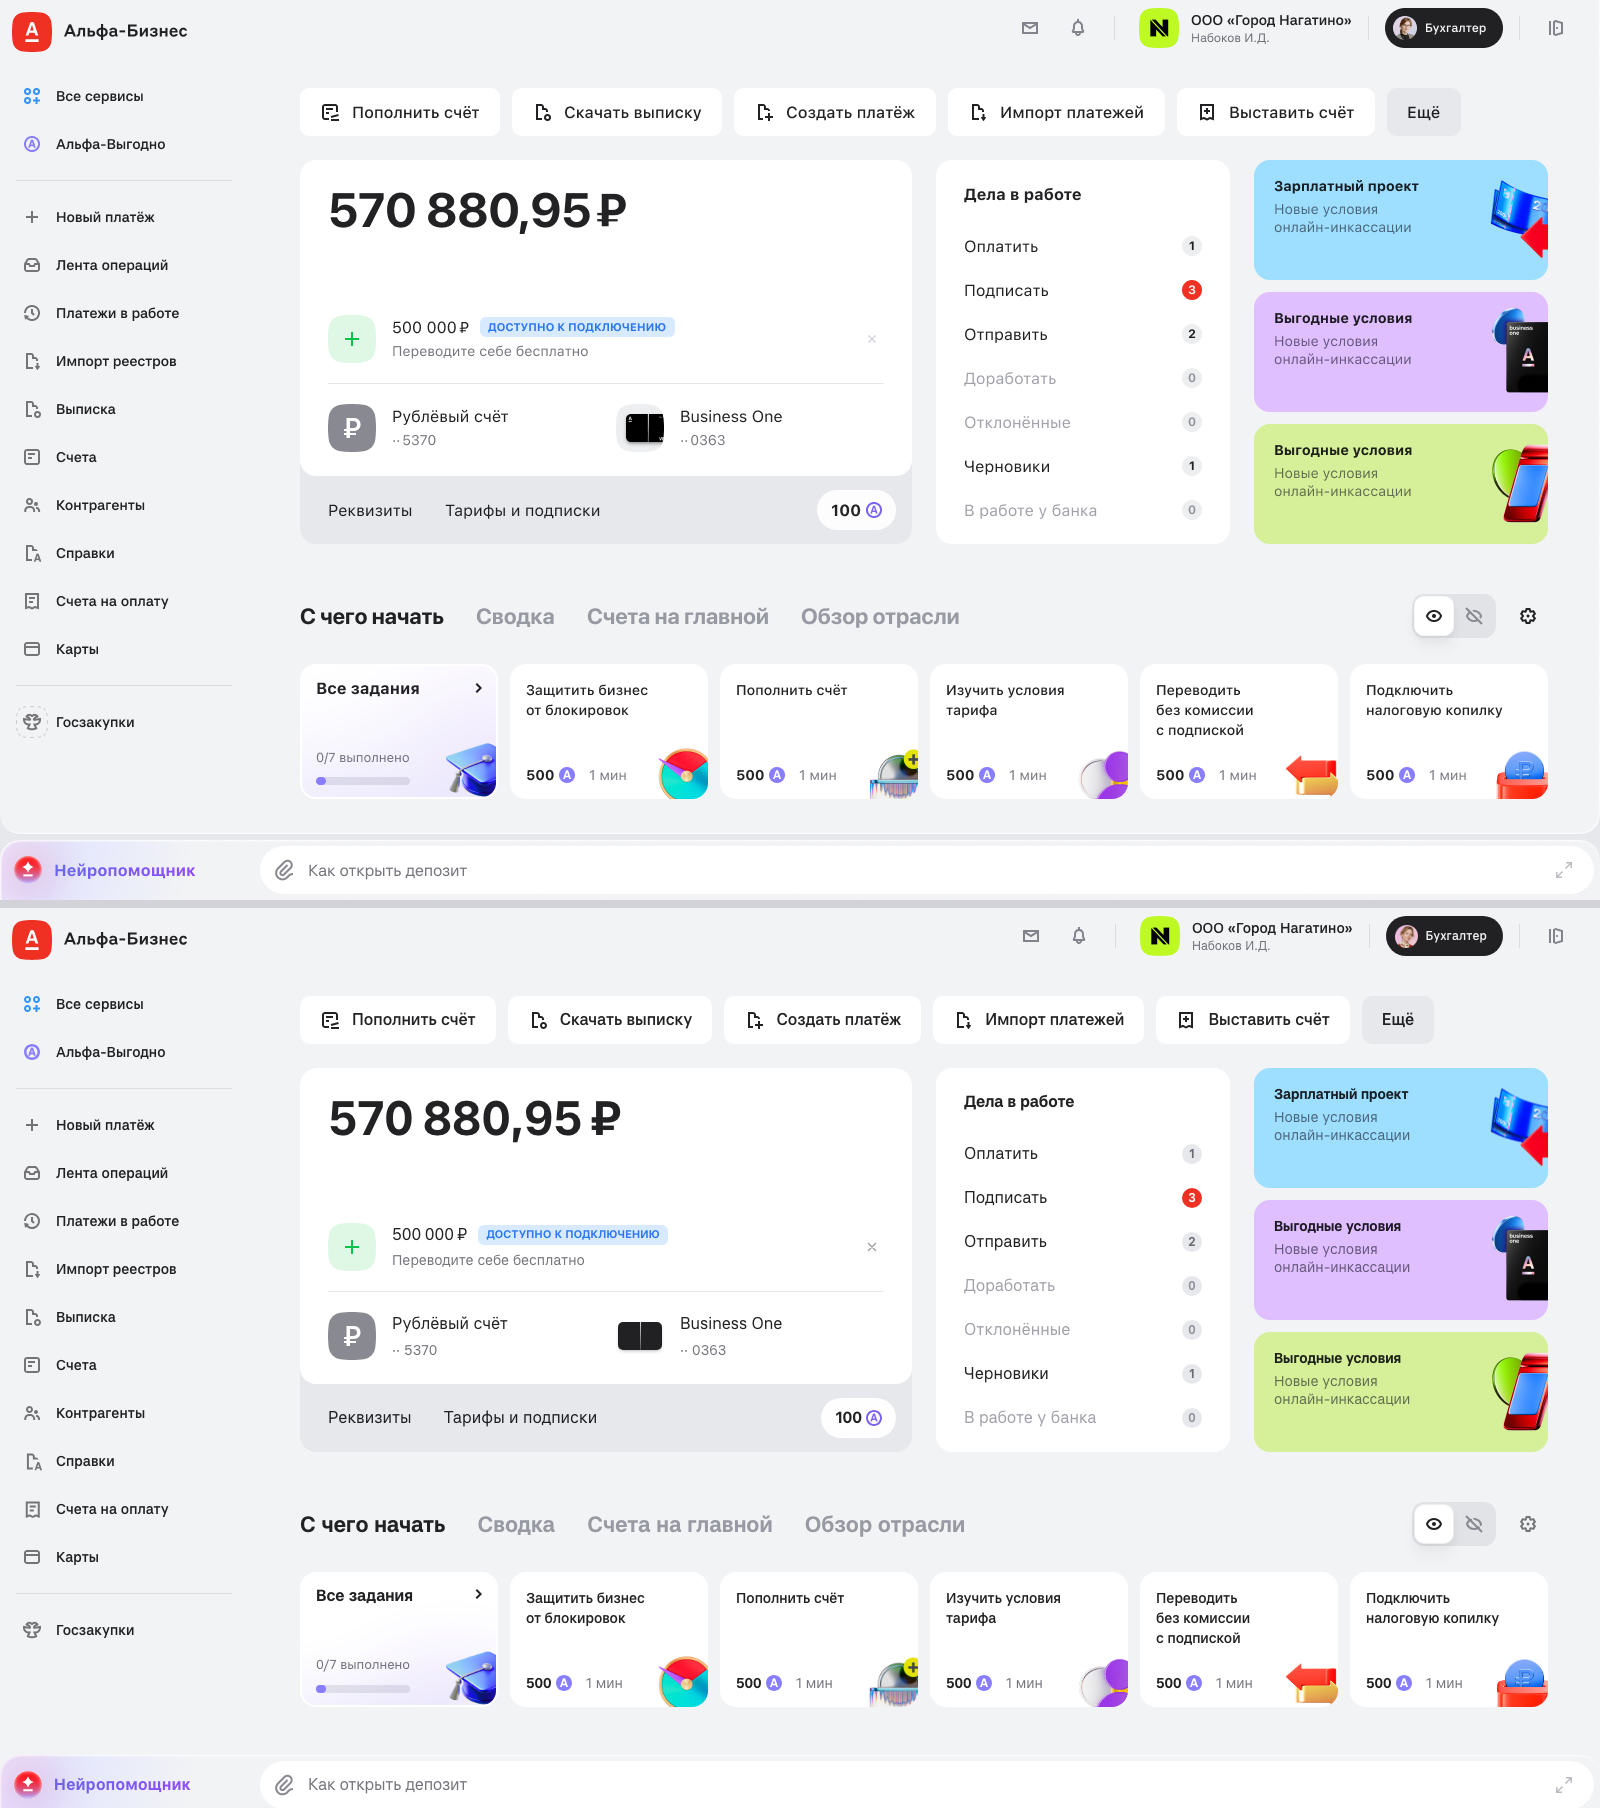 Альфа-Бизнес
ООО «Город Нагатино»
Набоков И.Д.
Бухгалтер
Все сервисы
Альфа-Выгодно
Новый платёж
Лента операций
Платежи в работе
Импорт реестров
Выписка
Счета
Контрагенты
Справки
Счета на оплату
Карты
Госзакупки
Пополнить счёт
Скачать выписку
Создать платёж
Импорт платежей
Выставить счёт
Ещё
570 880,95 ₽
500 000 ₽ ДОСТУПНО К ПОДКЛЮЧЕНИЮ
Переводите себе бесплатно
Рублёвый счёт
·· 5370
Business One
·· 0363
Реквизиты
Тарифы и подписки
100
Дела в работе
Оплатить 1
Подписать 3
Отправить 2
Доработать 0
Отклонённые 0
Черновики 1
В работе у банка 0
Зарплатный проект
Новые условия
онлайн-инкассации
Выгодные условия
Новые условия
онлайн-инкассации
business
one
Выгодные условия
Новые условия
онлайн-инкассации
С чего начать
Сводка
Счета на главной
Обзор отрасли
Все задания
0/7 выполнено
Защитить бизнес
от блокировок
500 1 мин
Пополнить счёт
500 1 мин
Изучить условия
тарифа
500 1 мин
Переводить
без комиссии
с подпиской
500 1 мин
Подключить
налоговую копилку
500 1 мин
Нейропомощник
Как открыть депозит
Альфа-Бизнес
ООО «Город Нагатино»
Набоков И.Д.
Бухгалтер
Все сервисы
Альфа-Выгодно
Новый платёж
Лента операций
Платежи в работе
Импорт реестров
Выписка
Счета
Контрагенты
Справки
Счета на оплату
Карты
Госзакупки
Пополнить счёт
Скачать выписку
Создать платёж
Импорт платежей
Выставить счёт
Ещё
570 880,95 ₽
500 000 ₽ ДОСТУПНО К ПОДКЛЮЧЕНИЮ
Переводите себе бесплатно
Рублёвый счёт
·· 5370
Business One
·· 0363
Реквизиты
Тарифы и подписки
100
Дела в работе
Оплатить 1
Подписать 3
Отправить 2
Доработать 0
Отклонённые 0
Черновики 1
В работе у банка 0
Зарплатный проект
Новые условия
онлайн-инкассации
Выгодные условия
Новые условия
онлайн-инкассации
business
one
Выгодные условия
Новые условия
онлайн-инкассации
С чего начать
Сводка
Счета на главной
Обзор отрасли
Все задания
0/7 выполнено
Защитить бизнес
от блокировок
500 1 мин
Пополнить счёт
500 1 мин
Изучить условия
тарифа
500 1 мин
Переводить
без комиссии
с подпиской
500 1 мин
Подключить
налоговую копилку
500 1 мин
Нейропомощник
Как открыть депозит